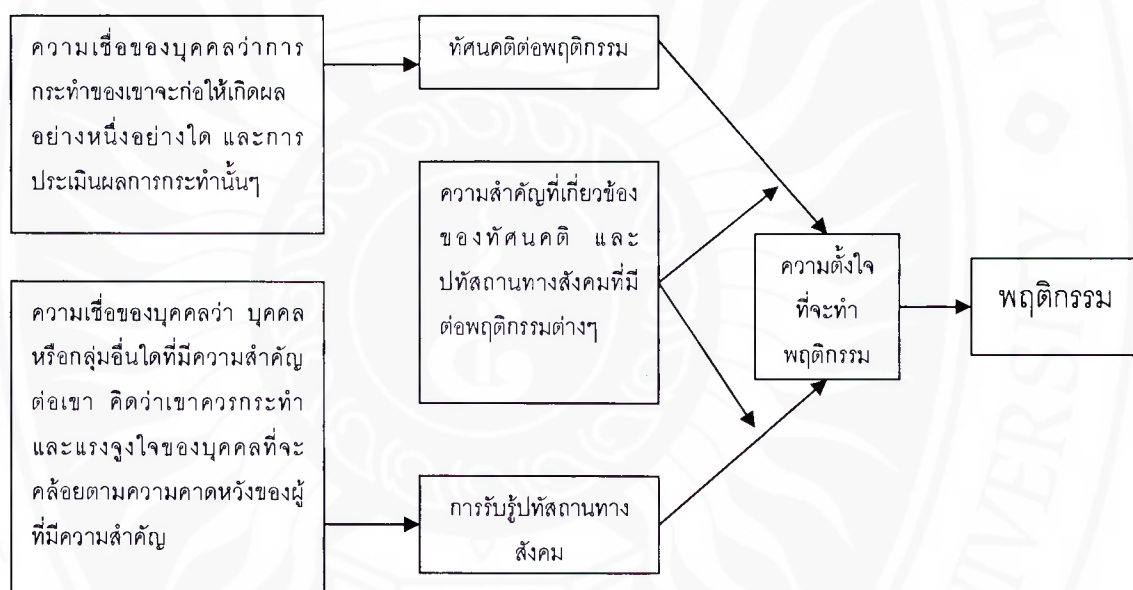 ความเชื่อของบุคคลว่าการ
กระทำของเขาจะก่อให้เกิดผล
อย่างหนึ่งอย่างใด และการ
ประเมินผลการกระทำนั้นๆ
ทัศนคติต่อพฤติกรรม
ความสำคัญที่เกี่ยวข้อง
ของทัศนคติ และ
ปทัสถานทางสังคมที่มี
ต่อพฤติกรรมต่างๆ
ความตั้งใจ
ที่จะทำ
พฤติกรรม
พฤติกรรม
ความเชื่อของบุคคลว่า บุคคล
หรือกลุ่มอื่นใดที่มีความสำคัญ
ต่อเขา คิดว่าเขาควรกระทำ
และแรงจูงใจของบุคคลที่จะ
คล้อยตามความคาดหวังของผู้
ที่มีความสำคัญ
การรับรู้ปทัสถานทาง
สังคม
UNIVERSITY